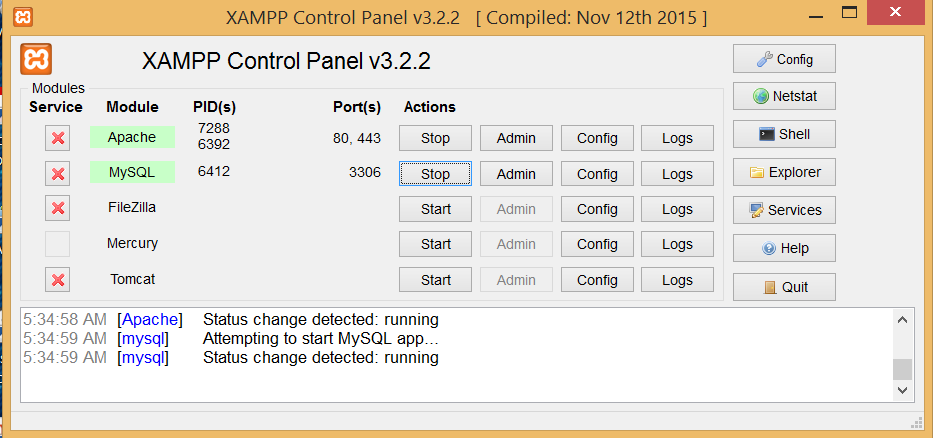 XAMPP Control Panel v3.2.2 [ Compiled: Nov 12th 2015 ]
XAMPP Control Panel v3.2.2
Config
Modules
Service Module PID(s) Port(s) Actions
Netstat
Apache 7288 6392 80, 443 Stop Admin Config Logs
Shell
MySQL 6412 3306 Stop Admin Config Logs
Explorer
FileZilla Start Admin Config Logs
Services
Mercury Start Admin Config Logs
Help
Tomcat Start Admin Config Logs
Quit
5:34:58 AM [Apache] Status change detected: running
5:34:59 AM [mysql] Attempting to start MySQL app...
5:34:59 AM [mysql] Status change detected: running